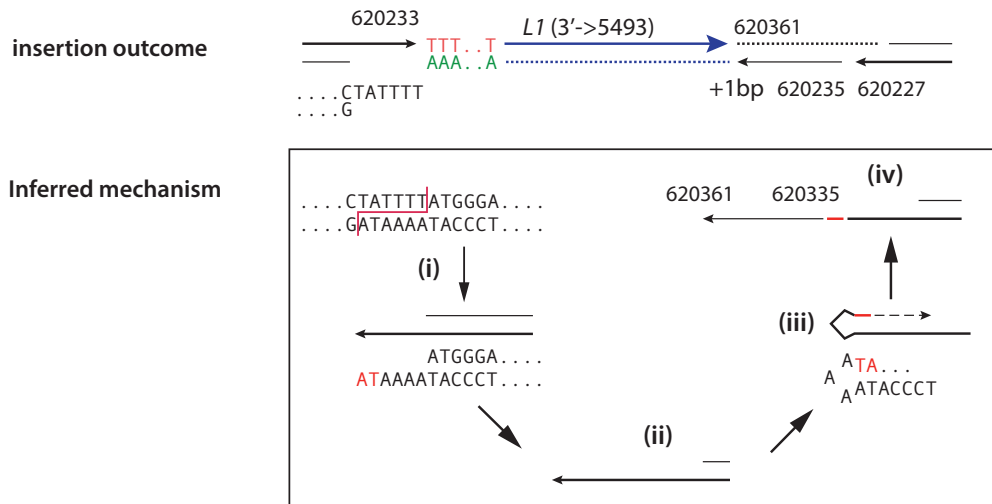 620233
L1 (3'->5493)
620361
insertion outcome
TTT..T
AAA..A
+1bp 620235 620227
....CTATTTT
....G
Inferred mechanism
(iv)
620361 620335
....CTATTTTATGGGA....
....GATAAAATACCCT....
(i)
(iii)
ATGGGA....
ATAAAATACCCT....
A TA...
A
A ATACCCT
(ii)